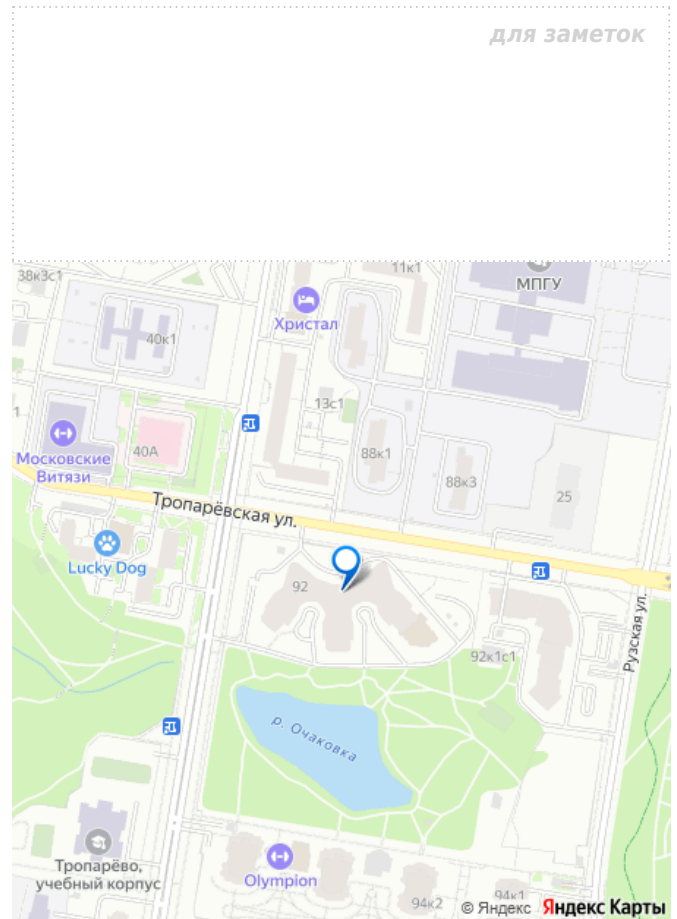 для заметок
38к3с1
11к1
МПГУ
Христал
40к1
13с1
1
40А
Московские
Витязи
88к1
88к3
25
Тропарёвская ул.
Lucky Dog
92
92к1с1
Рузская ул.
р. Очаковка
Тропарёво,
учебный корпус
Olympion
94к2
94к1
© Яндекс Яндекс Карты